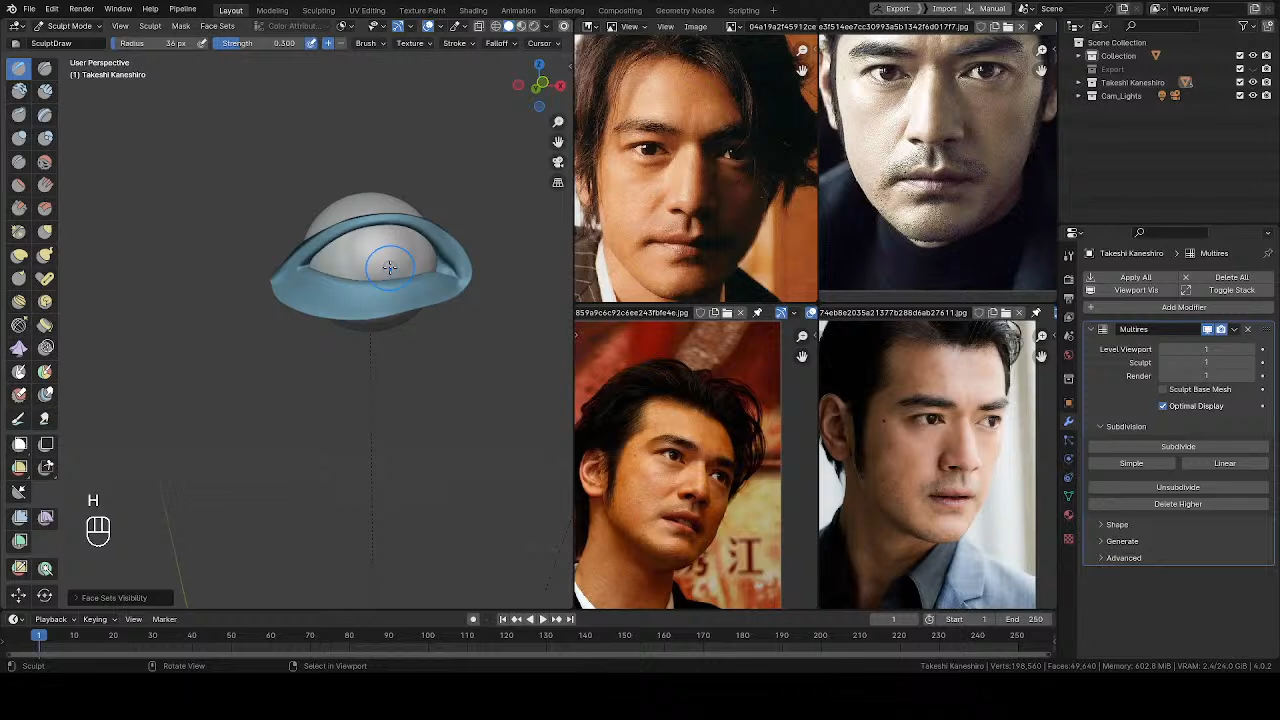 File Edit Render Window Help Pipeline Layout Modeling Sculpting UV Editing Texture Paint Shading Animation Rendering Compositing Geometry Nodes Scripting Export Import Manual Scene ViewLayer
Sculpt Mode View Sculpt Mask Face Sets Color Attribute...
View View Image 04a19a2f45912ce
e3f514ee7cc30993a5b1342f6d017f7.jpg
SculptDraw Radius 36 px Strength 0.300 Brush Texture Stroke Falloff Cursor
User Perspective
(1) Takeshi Kaneshiro
Z
Y
X
H
Face Sets Visibility
859a9c6c92c6ee243fbfe4e.jpg
74eb8e2035a21377b288d6ab27611.jpg
江
Scene Collection
Collection
Export
Takeshi Kaneshiro
Cam_Lights
Takeshi Kaneshiro Multires
Apply All Delete All
Viewport Vis Toggle Stack
Add Modifier
Multires
Level Viewport 1
Sculpt 1
Render 1
Sculpt Base Mesh
Optimal Display
Subdivision
Subdivide
Simple Linear
Unsubdivide
Delete Higher
Shape
Generate
Advanced
Playback Keying View Marker 1 Start 1 End 250
1 10 20 30 40 50 60 70 80 90 100 110 120 130 140 150 160 170 180 190 200 210 220 230 240 250
Sculpt Rotate View Select in Viewport Takeshi Kaneshiro | Verts:198,560 | Faces:49,640 | Memory: 602.8 MiB | VRAM: 2.4/24.0 GiB | 4.0.2